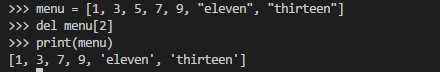 >>> menu = [1, 3, 5, 7, 9, "eleven", "thirteen"]
>>> del menu[2]
>>> print(menu)
[1, 3, 7, 9, 'eleven', 'thirteen']